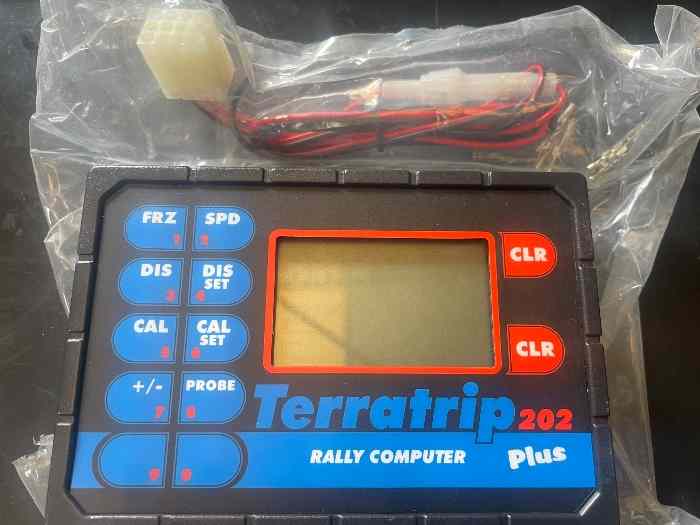 FRZ 1 SPD 2
DIS 3 DIS SET 4
CAL 5 CAL SET 6
+/- 7 PROBE 8
9 0
CLR
CLR
Terratrip 202
RALLY COMPUTER Plus